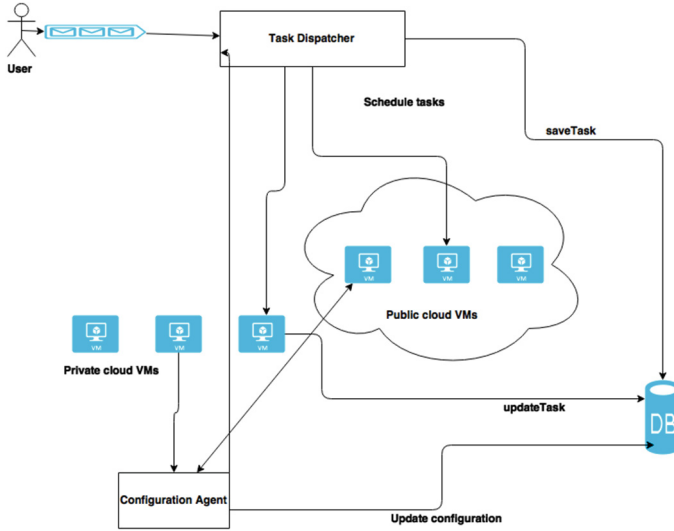 Task Dispatcher
User
Schedule tasks
saveTask
VM
VM
VM
Public cloud VMs
VM
VM
VM
Private cloud VMs
updateTask
DB
Configuration Agent
Update configuration